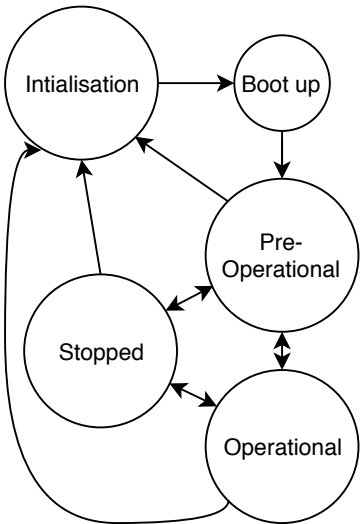 Intialisation
Boot up
Pre-
Operational
Stopped
Operational